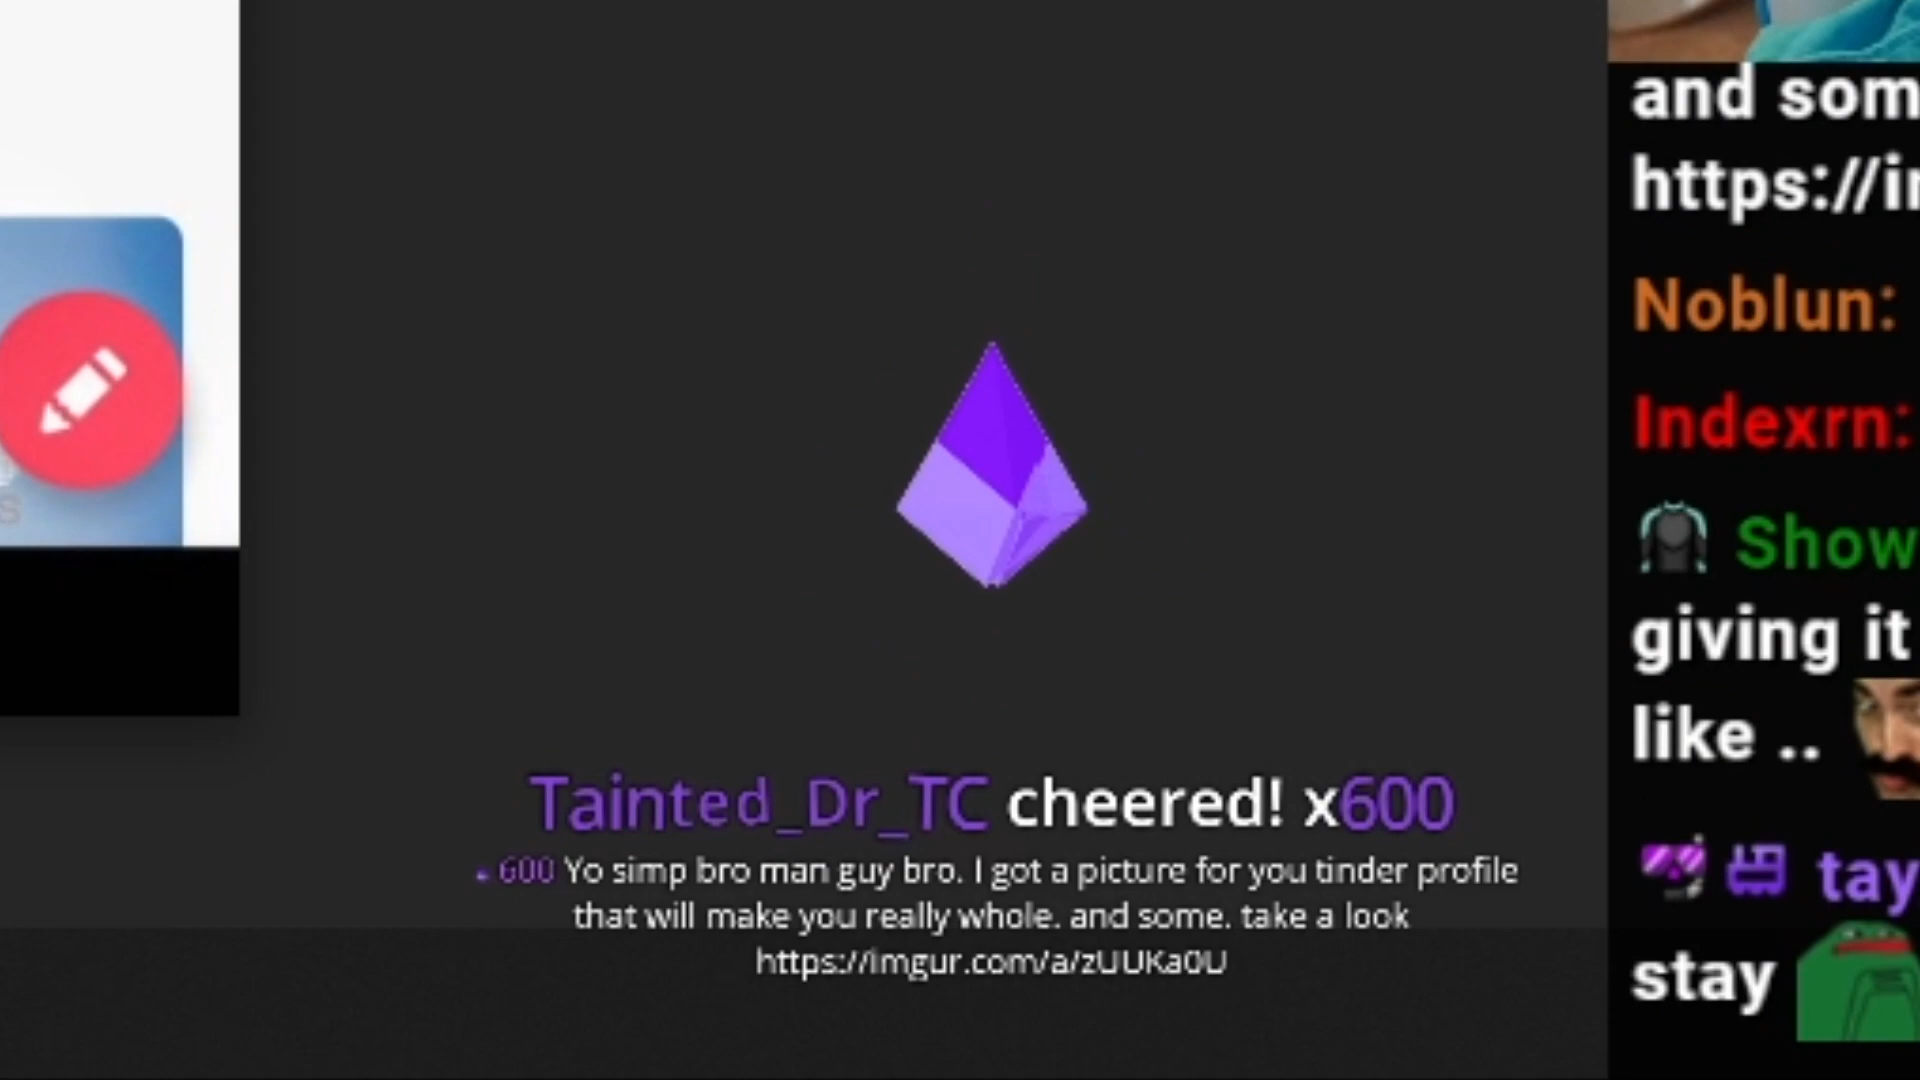 and som
https://i
Noblun:
Indexrn:
Show
giving it
like ..
tay
stay
s
Tainted_Dr_TC cheered! x600
600 Yo simp bro man guy bro. I got a picture for you tinder profile
that will make you really whole. and some. take a look
https://imgur.com/a/zUUKa0U